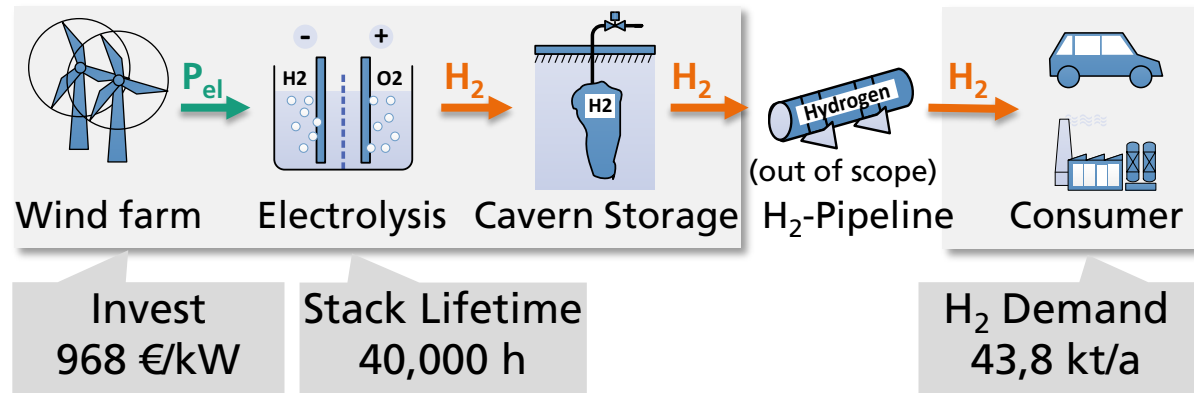 - +
P_el
H2
O2
H₂
H2
H₂
Hydrogen
H₂
(out of scope)
Wind farm
Electrolysis
Cavern Storage
H₂-Pipeline
Consumer
Invest
968 €/kW
Stack Lifetime
40,000 h
H₂ Demand
43,8 kt/a